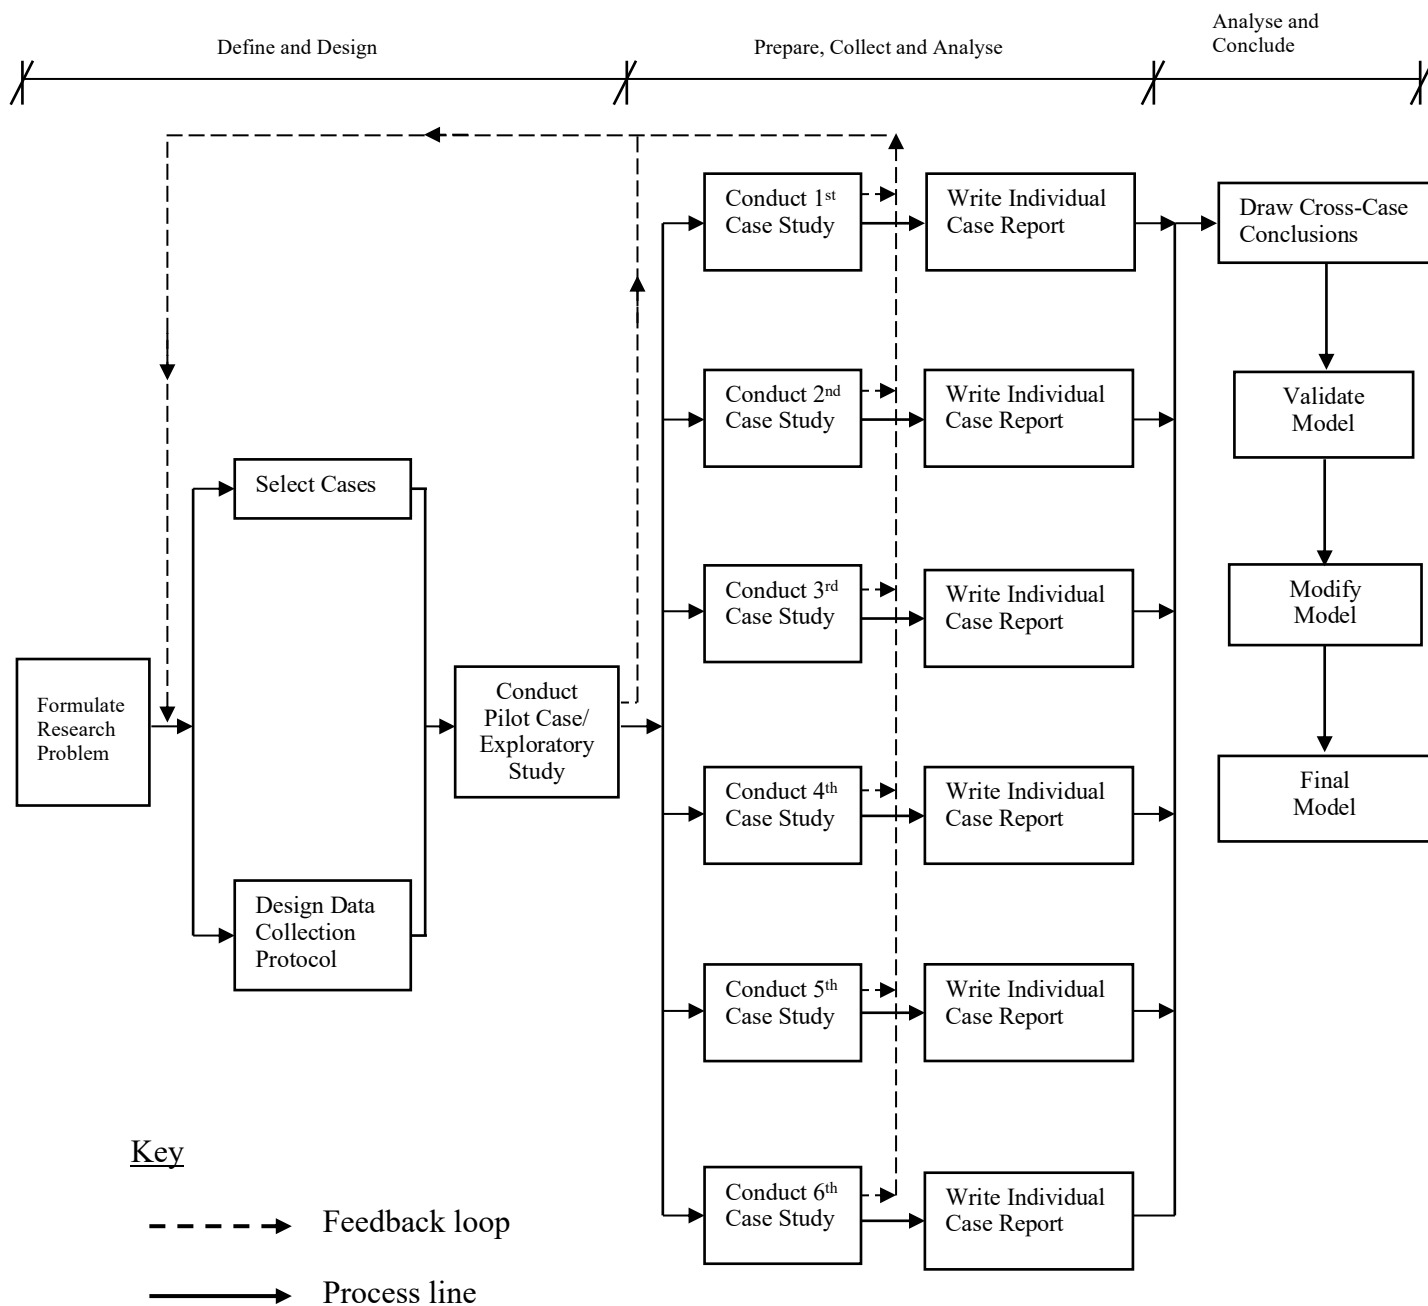 Define and Design
Prepare, Collect and Analyse
Analyse and
Conclude
Formulate
Research
Problem
Select Cases
Design Data
Collection
Protocol
Conduct
Pilot Case/
Exploratory
Study
Conduct 1st
Case Study
Write Individual
Case Report
Conduct 2nd
Case Study
Write Individual
Case Report
Conduct 3rd
Case Study
Write Individual
Case Report
Conduct 4th
Case Study
Write Individual
Case Report
Conduct 5th
Case Study
Write Individual
Case Report
Conduct 6th
Case Study
Write Individual
Case Report
Draw Cross-Case
Conclusions
Validate
Model
Modify
Model
Final
Model
Key
Feedback loop
Process line